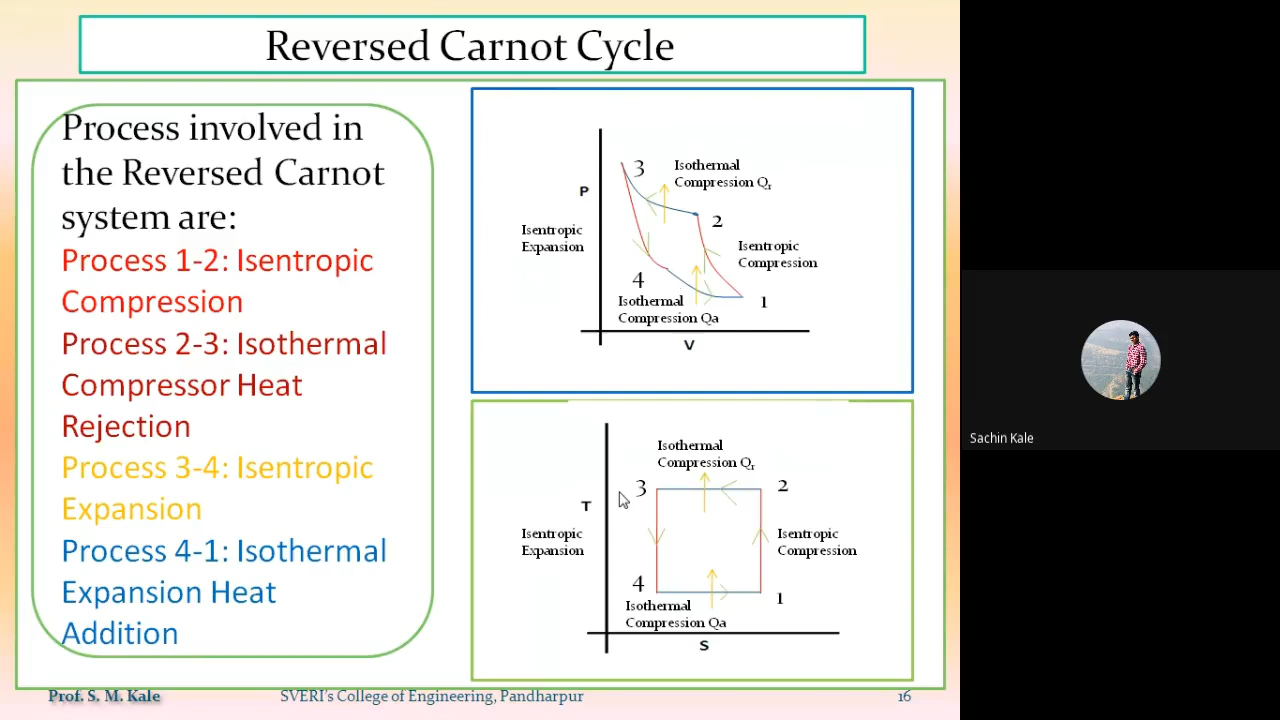 Reversed Carnot Cycle
Process involved in
the Reversed Carnot
system are:
Process 1-2: Isentropic
Compression
Process 2-3: Isothermal
Compressor Heat
Rejection
Process 3-4: Isentropic
Expansion
Process 4-1: Isothermal
Expansion Heat
Addition
P
3
Isothermal
Compression Qr
2
Isentropic
Expansion
Isentropic
Compression
4
Isothermal
Compression Qa
1
V
T
Isothermal
Compression Qr
3
2
Isentropic
Expansion
Isentropic
Compression
4
1
Isothermal
Compression Qa
S
Prof. S. M. Kale
SVERI's College of Engineering, Pandharpur
16
Sachin Kale